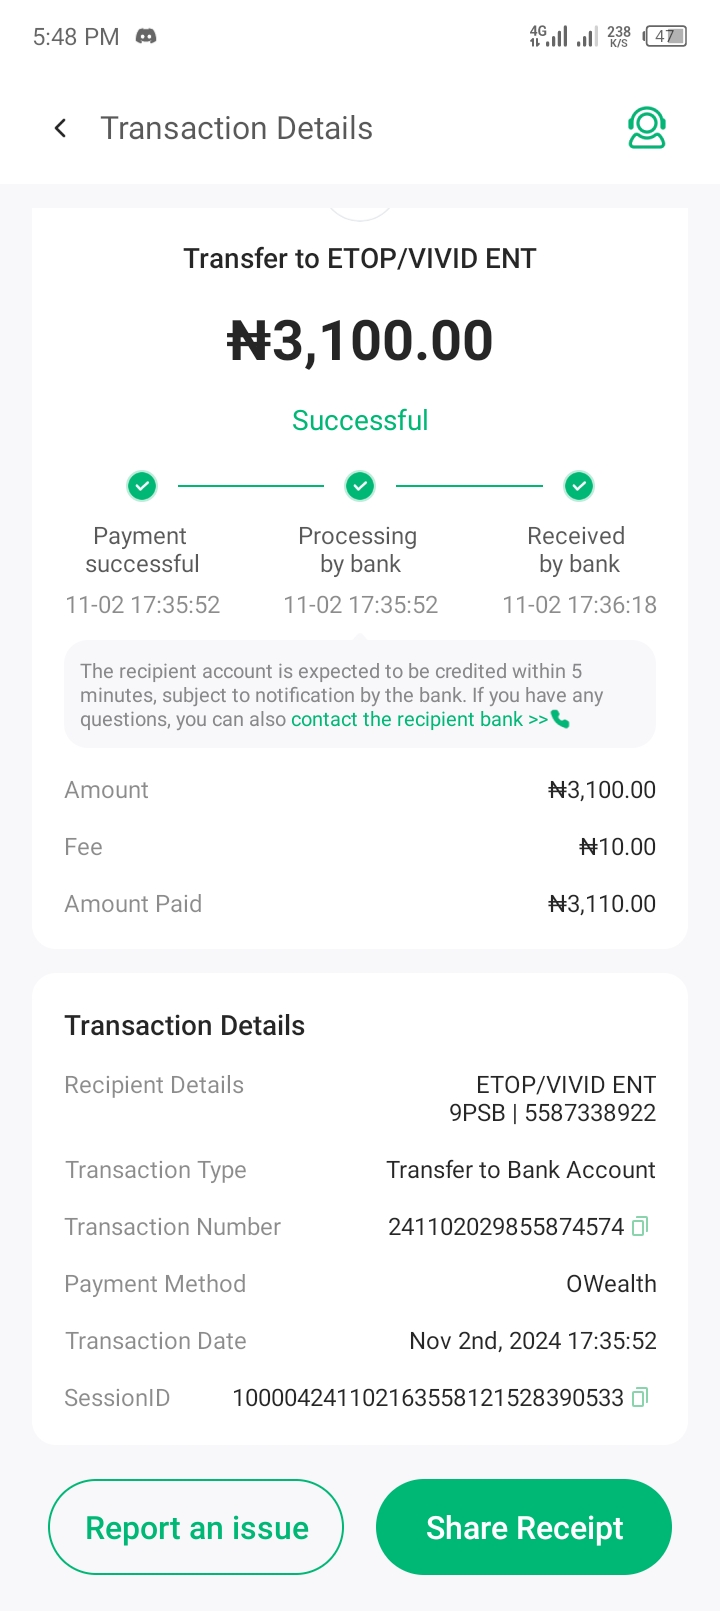 5:48 PM
4G
238
K/S
47
Transaction Details
Transfer to ETOP/VIVID ENT
₦3,100.00
Successful
Payment
successful
11-02 17:35:52
Processing
by bank
11-02 17:35:52
Received
by bank
11-02 17:36:18
The recipient account is expected to be credited within 5
minutes, subject to notification by the bank. If you have any
questions, you can also contact the recipient bank >>
Amount ₦3,100.00
Fee ₦10.00
Amount Paid ₦3,110.00
Transaction Details
Recipient Details ETOP/VIVID ENT
9PSB | 5587338922
Transaction Type Transfer to Bank Account
Transaction Number 241102029855874574
Payment Method OWealth
Transaction Date Nov 2nd, 2024 17:35:52
SessionID 100004241102163558121528390533
Report an issue
Share Receipt